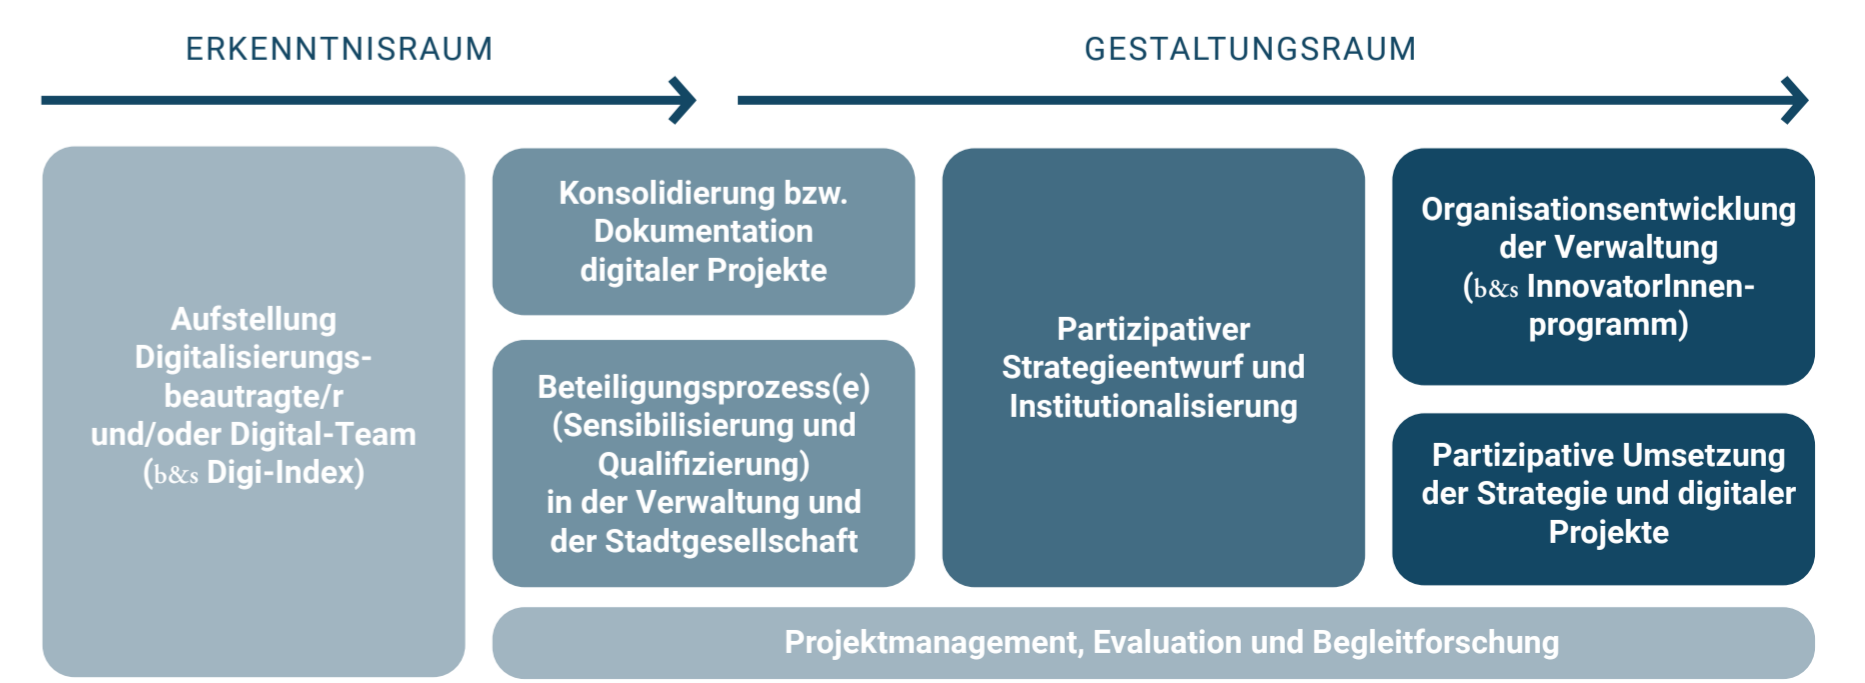 ERKENNTNISRAUM
GESTALTUNGSRAUM
Aufstellung
Digitalisierungs-
beautragte/r
und/oder Digital-Team
(b&s Digi-Index)
Konsolidierung bzw.
Dokumentation
digitaler Projekte
Beteiligungsprozess(e)
(Sensibilisierung und
Qualifizierung)
in der Verwaltung und
der Stadtgesellschaft
Partizipativer
Strategieentwurf und
Institutionalisierung
Organisationsentwicklung
der Verwaltung
(b&s InnovatorInnen-
programm)
Partizipative Umsetzung
der Strategie und digitaler
Projekte
Projektmanagement, Evaluation und Begleitforschung